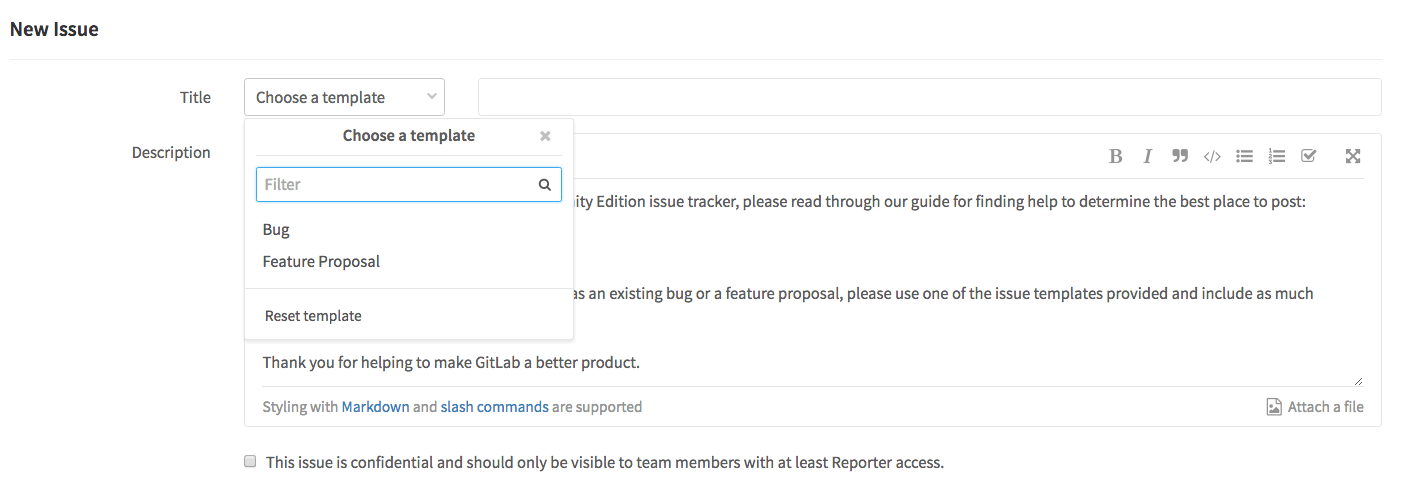 New Issue
Title
Choose a template
Choose a template
Description
Filter
ity Edition issue tracker, please read through our guide for finding help to determine the best place to post:
Bug
Feature Proposal
as an existing bug or a feature proposal, please use one of the issue templates provided and include as much
Reset template
Thank you for helping to make GitLab a better product.
Styling with Markdown and slash commands are supported
Attach a file
This issue is confidential and should only be visible to team members with at least Reporter access.